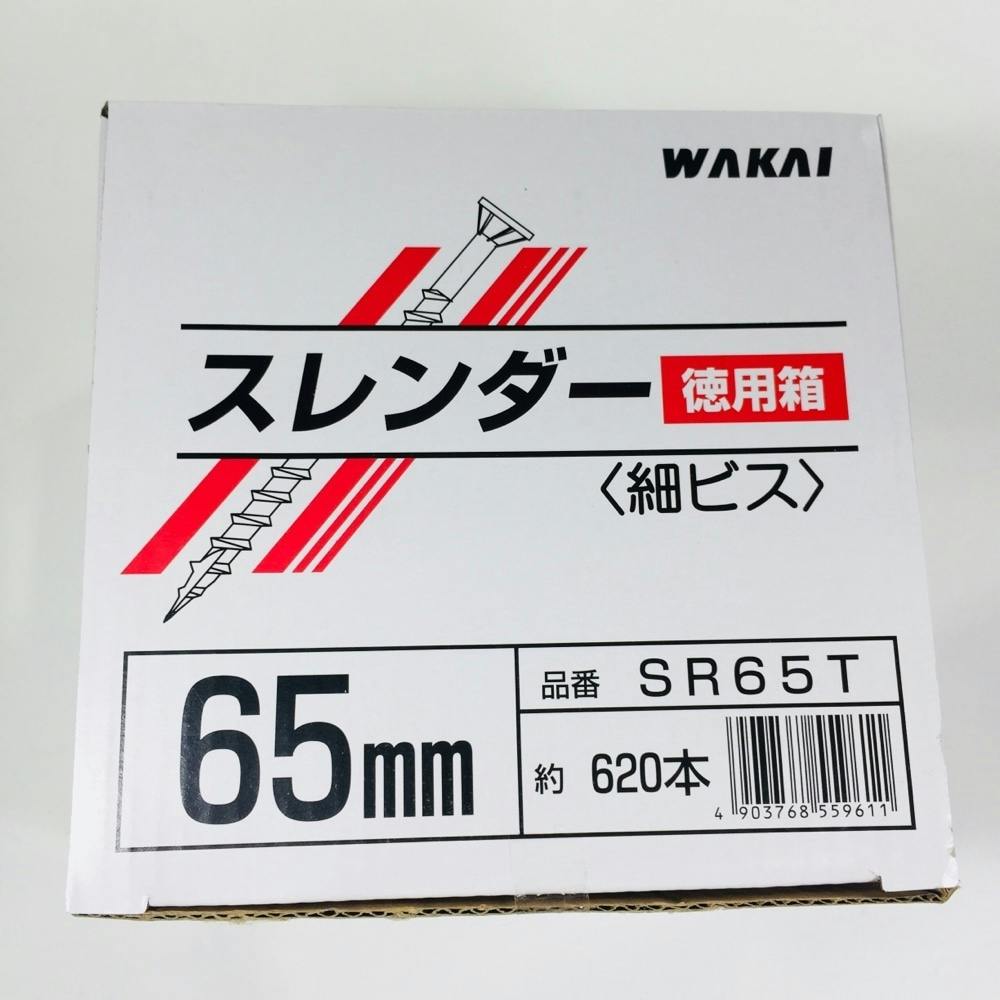 WAKAI
スレンダー 徳用箱
〈細ビス〉
65mm
品番 SR65T
約 620本
4 903768 559611